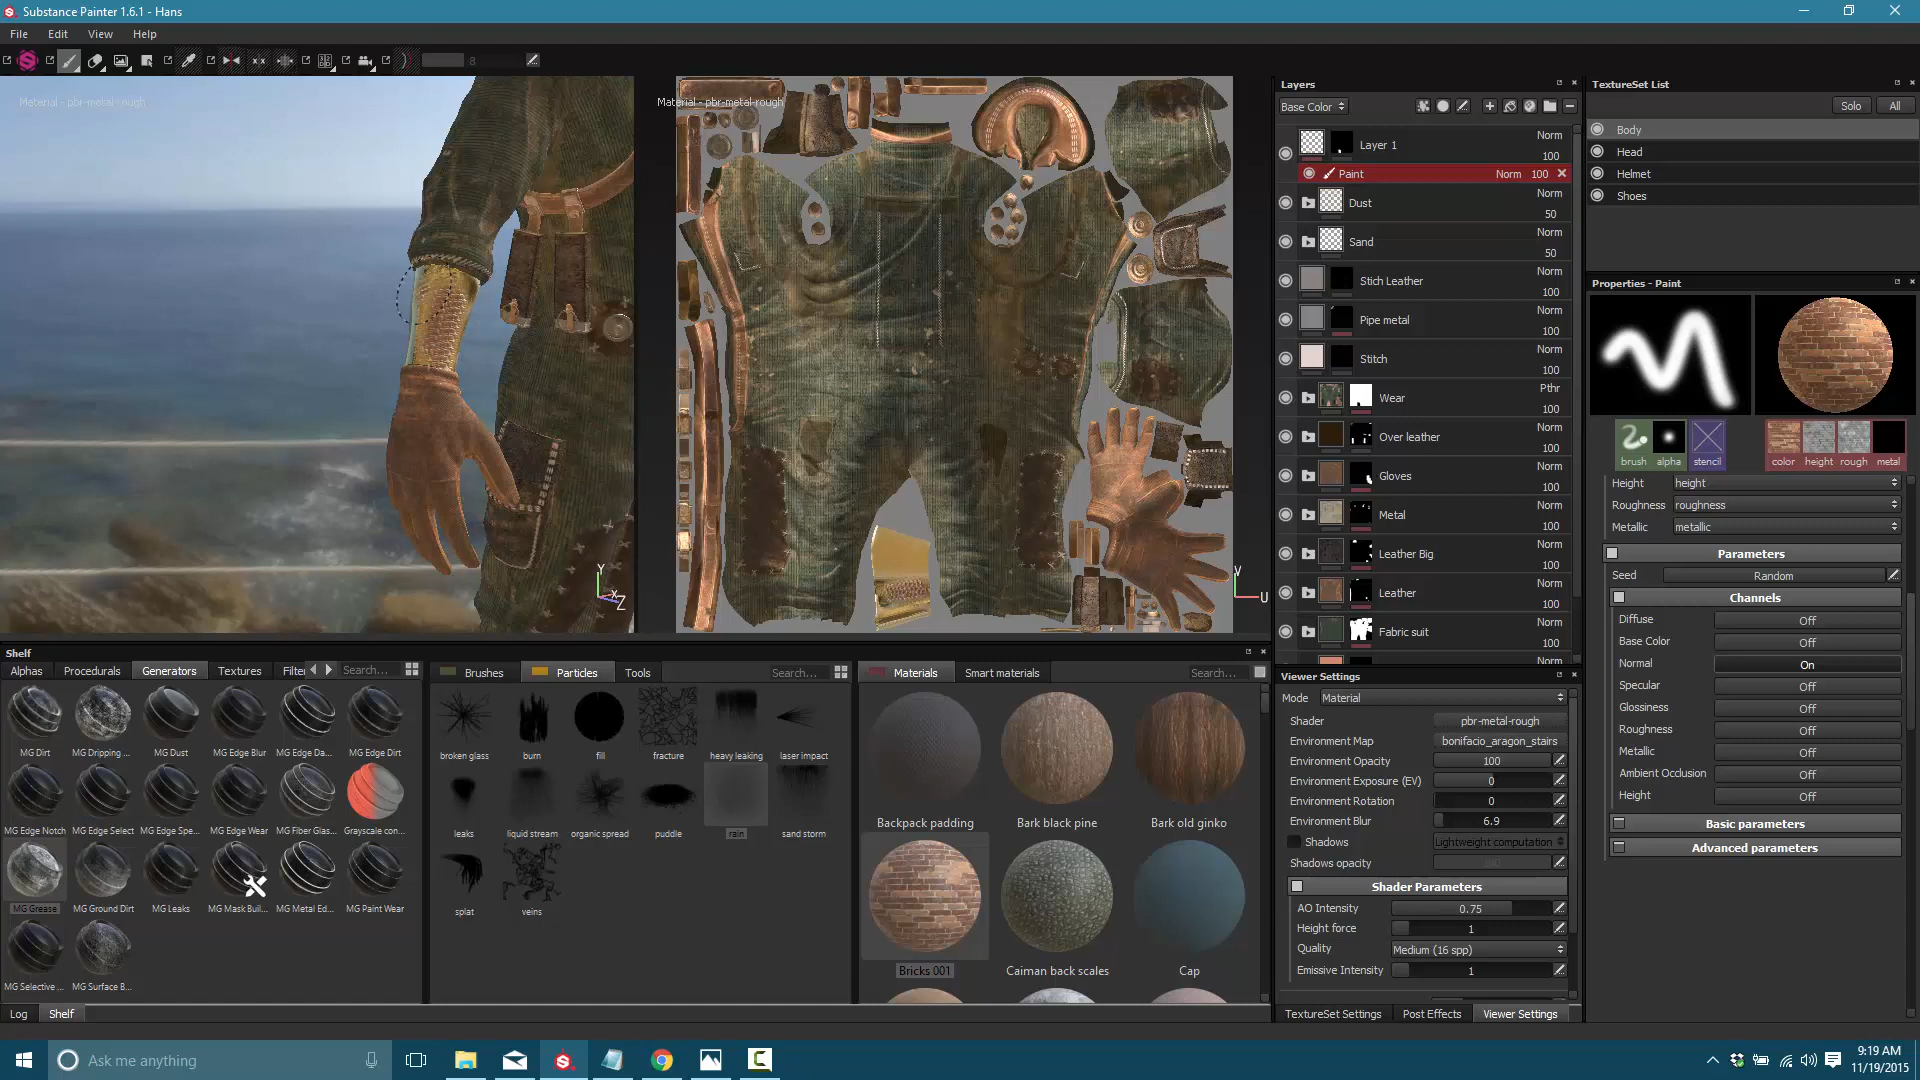 Substance Painter 1.6.1 - Hans
File Edit View Help
8
Material - pbr-metal-rough
Material - pbr-metal-rough
Y
X
Z
V
U
Layers
Base Color
Layer 1 Norm 100
Paint Norm 100
Dust Norm 50
Sand Norm 50
Stich Leather Norm 100
Pipe metal Norm 100
Stitch Norm 100
Wear Pthr 100
Over leather Norm 100
Gloves Norm 100
Metal Norm 100
Leather Big Norm 100
Leather Norm 100
Fabric suit Norm 100
Norm
TextureSet List
Solo All
Body
Head
Helmet
Shoes
Properties - Paint
brush alpha stencil color height rough metal
Height height
Roughness roughness
Metallic metallic
Parameters
Seed Random
Channels
Diffuse Off
Base Color Off
Normal On
Specular Off
Glossiness Off
Roughness Off
Metallic Off
Ambient Occlusion Off
Height Off
Basic parameters
Advanced parameters
Shelf
Alphas Procedurals Generators Textures Filter Search...
MG Dirt MG Dripping ... MG Dust MG Edge Blur MG Edge Da... MG Edge Dirt
MG Edge Notch MG Edge Select MG Edge Spe... MG Edge Wear MG Fiber Glas... Grayscale con...
MG Grease MG Ground Dirt MG Leaks MG Mask Buil... MG Metal Ed... MG Paint Wear
MG Selective ... MG Surface B...
Brushes Particles Tools Search...
broken glass burn fill fracture heavy leaking laser impact
leaks liquid stream organic spread puddle rain sand storm
splat veins
Materials Smart materials Search...
Backpack padding Bark black pine Bark old ginko
Bricks 001 Caiman back scales Cap
Viewer Settings
Mode Material
Shader pbr-metal-rough
Environment Map bonifacio_aragon_stairs
Environment Opacity 100
Environment Exposure (EV) 0
Environment Rotation 0
Environment Blur 6.9
Shadows Lightweight computation
Shadows opacity
Shader Parameters
AO Intensity 0.75
Height force 1
Quality Medium (16 spp)
Emissive Intensity 1
TextureSet Settings Post Effects Viewer Settings
Log Shelf
Ask me anything
9:19 AM
11/19/2015